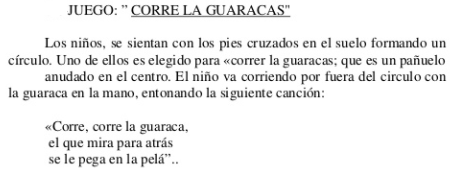 JUEGO: ” CORRE LA GUARACAS"
Los niños, se sientan con los pies cruzados en el suelo formando un
círculo. Uno de ellos es elegido para «correr la guaracas; que es un pañuelo
anudado en el centro. El niño va corriendo por fuera del circulo con
la guaraca en la mano, entonando la siguiente canción:
«Corre, corre la guaraca,
el que mira para atrás
se le pega en la pelá”..